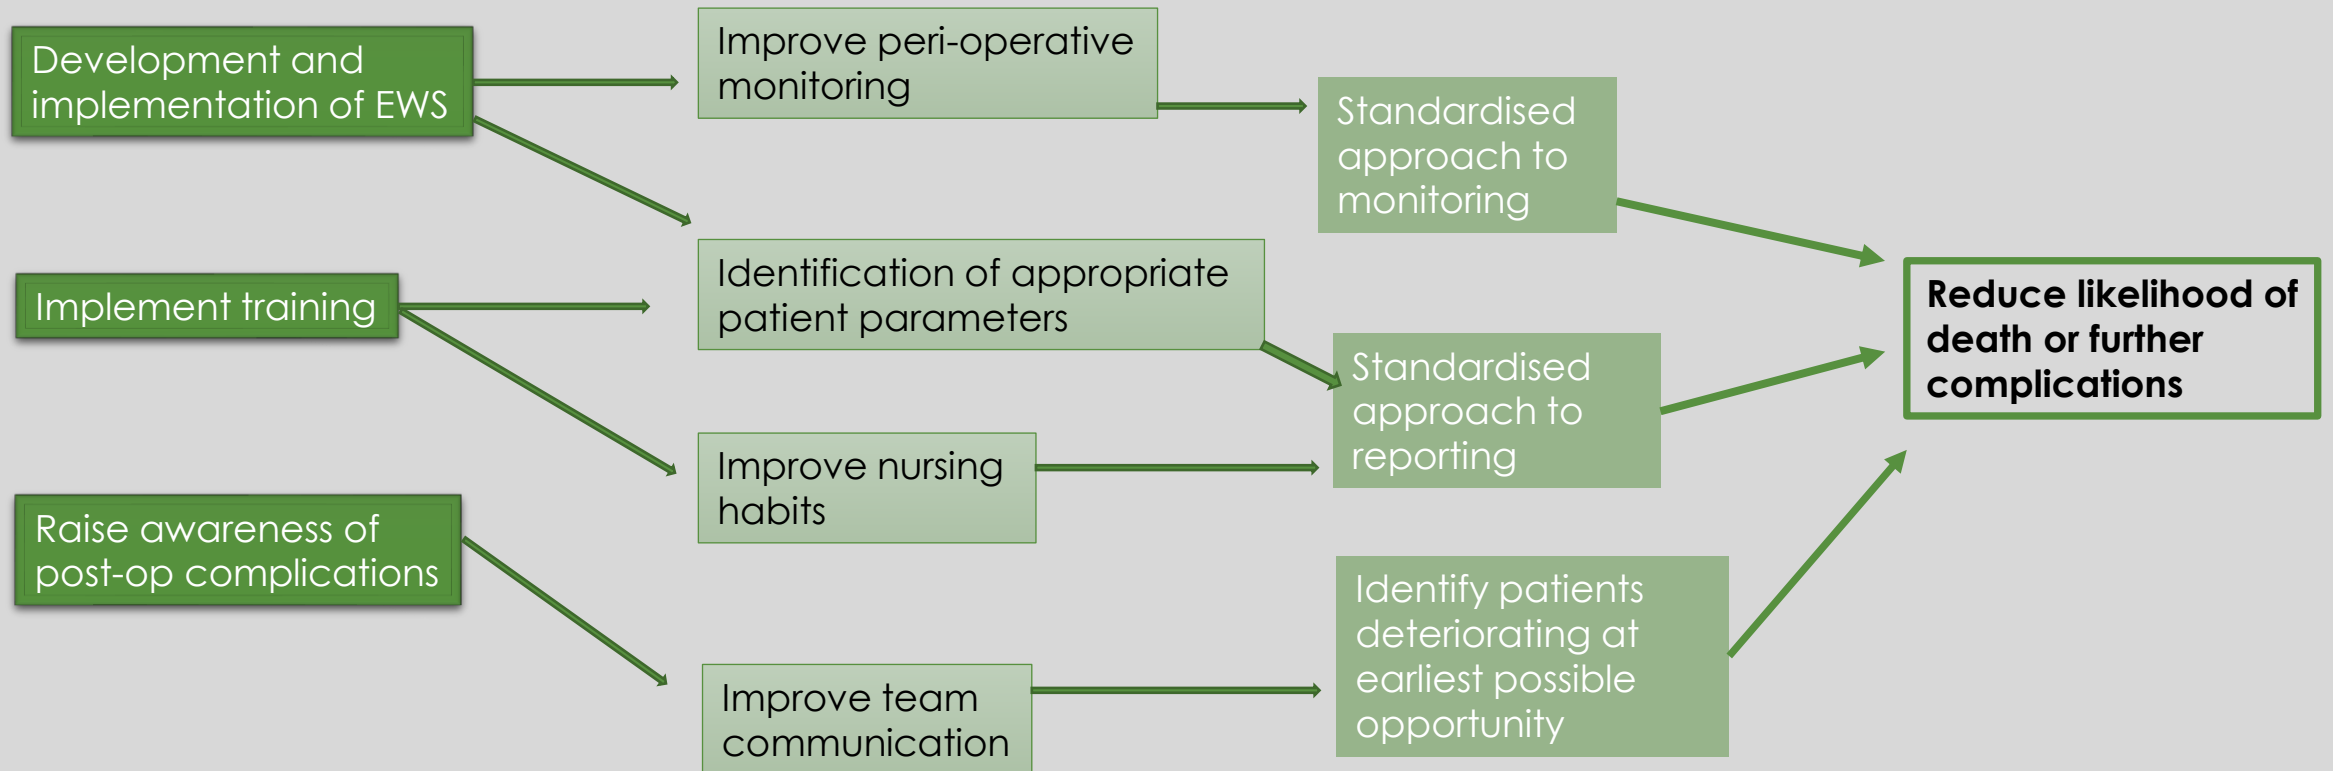 Development and
implementation of EWS
Implement training
Raise awareness of
post-op complications
Improve peri-operative
monitoring
Identification of appropriate
patient parameters
Improve nursing
habits
Improve team
communication
Standardised
approach to
monitoring
Standardised
approach to
reporting
Identify patients
deteriorating at
earliest possible
opportunity
Reduce likelihood of
death or further
complications